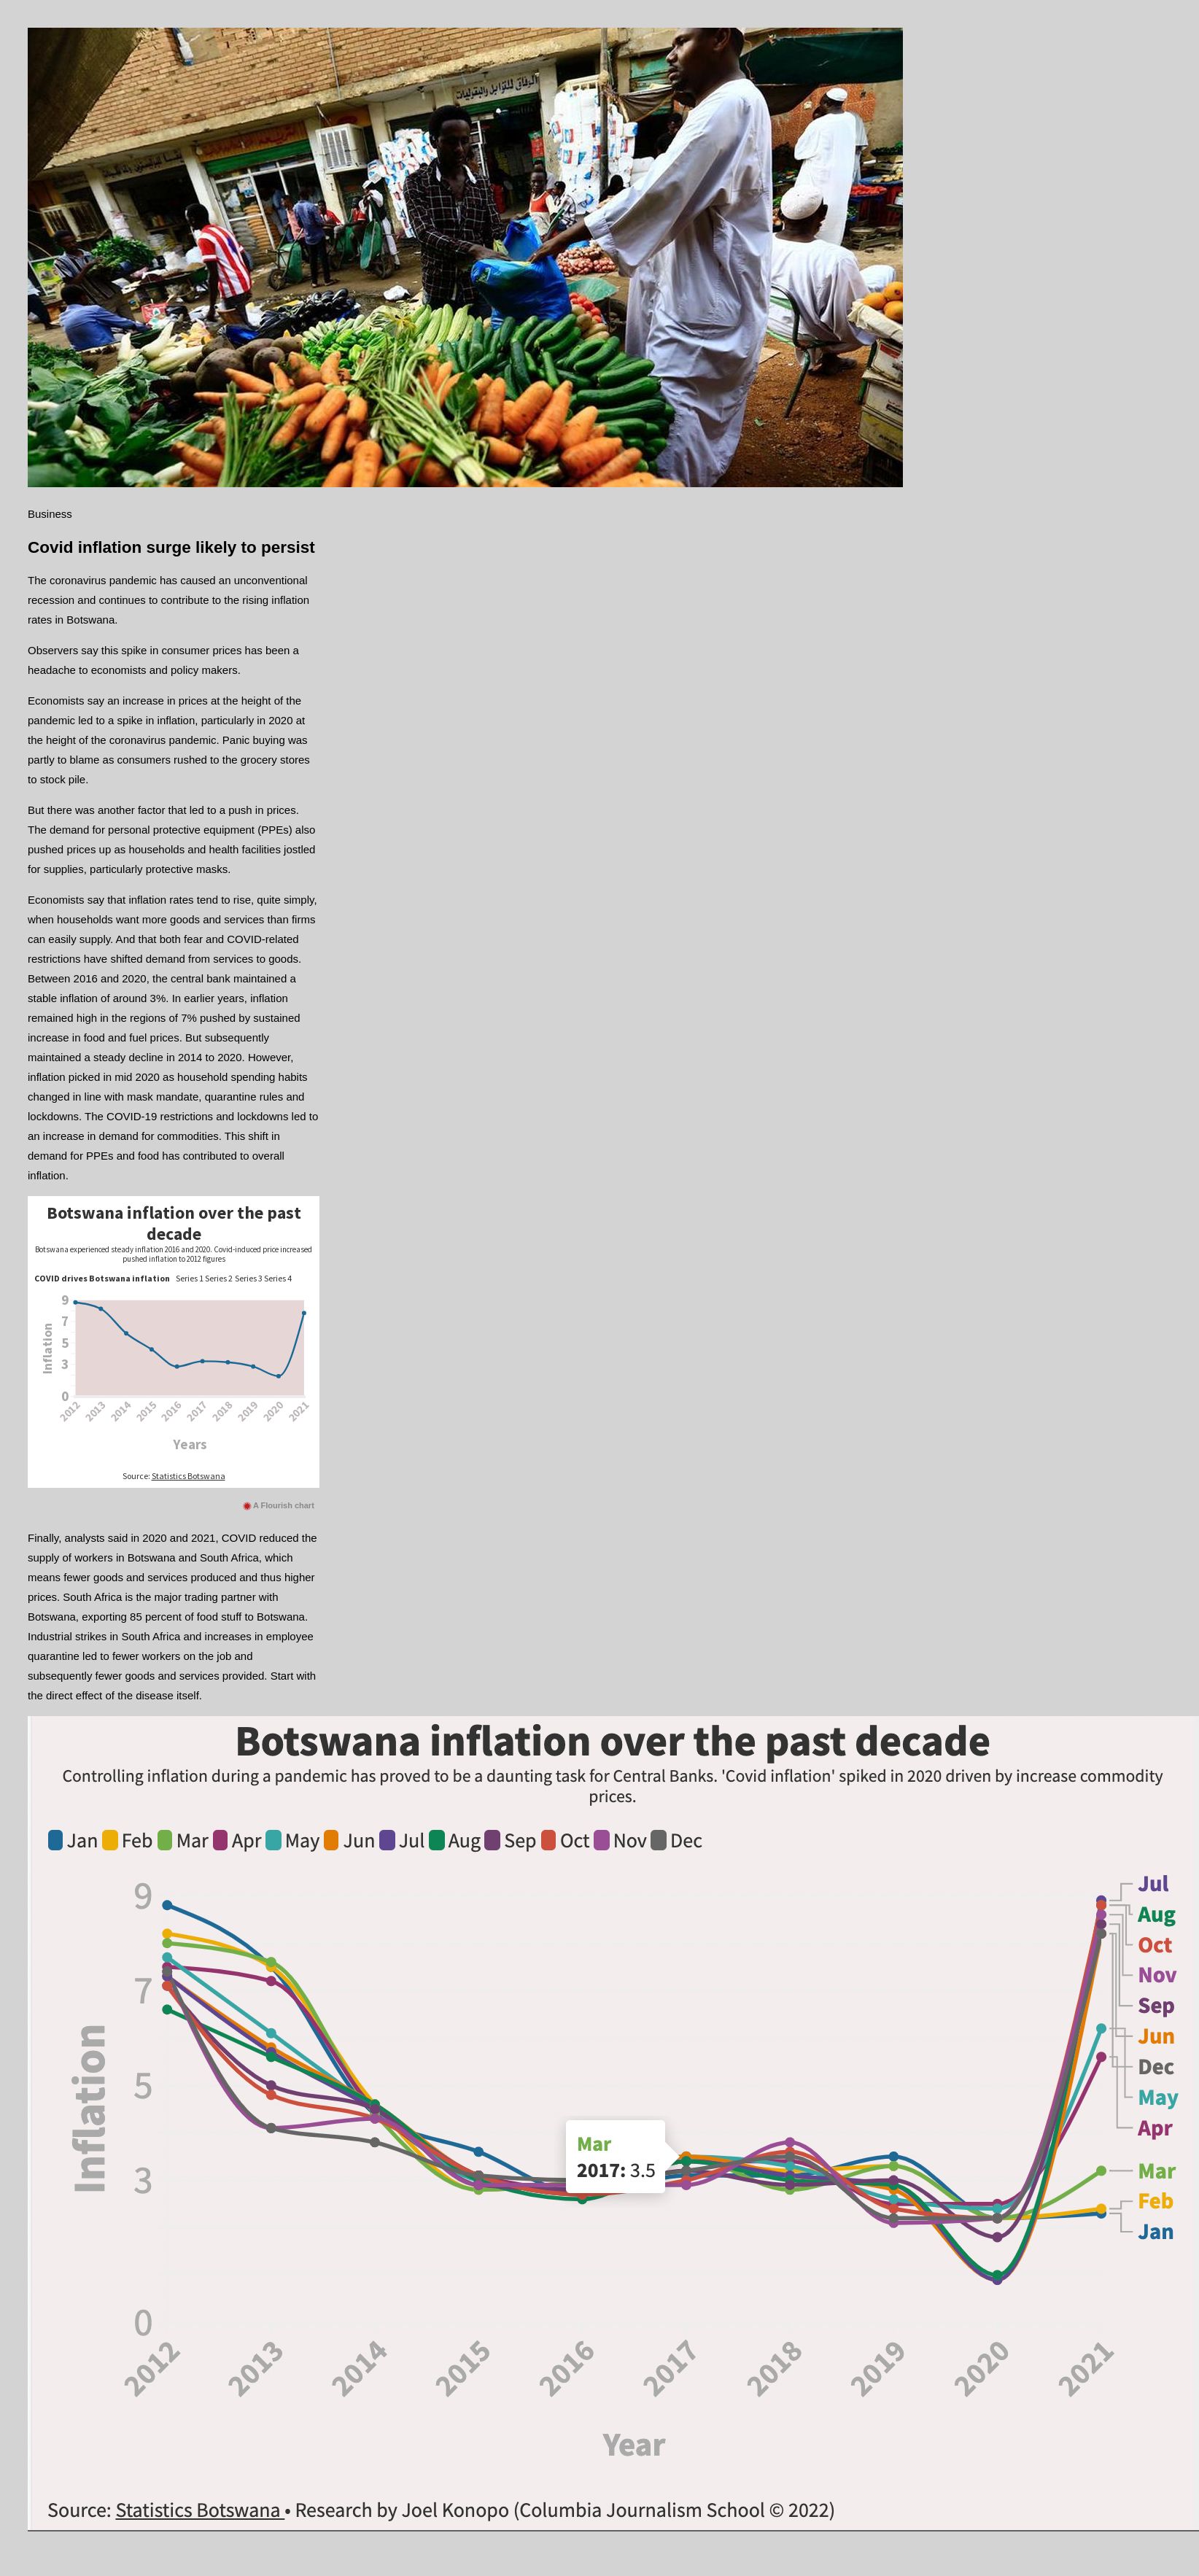 الرفاق للتوابل والبقوليات
Business
Covid inflation surge likely to persist
The coronavirus pandemic has caused an unconventional
recession and continues to contribute to the rising inflation
rates in Botswana.
Observers say this spike in consumer prices has been a
headache to economists and policy makers.
Economists say an increase in prices at the height of the
pandemic led to a spike in inflation, particularly in 2020 at
the height of the coronavirus pandemic. Panic buying was
partly to blame as consumers rushed to the grocery stores
to stock pile.
But there was another factor that led to a push in prices.
The demand for personal protective equipment (PPEs) also
pushed prices up as households and health facilities jostled
for supplies, particularly protective masks.
Economists say that inflation rates tend to rise, quite simply,
when households want more goods and services than firms
can easily supply. And that both fear and COVID-related
restrictions have shifted demand from services to goods.
Between 2016 and 2020, the central bank maintained a
stable inflation of around 3%. In earlier years, inflation
remained high in the regions of 7% pushed by sustained
increase in food and fuel prices. But subsequently
maintained a steady decline in 2014 to 2020. However,
inflation picked in mid 2020 as household spending habits
changed in line with mask mandate, quarantine rules and
lockdowns. The COVID-19 restrictions and lockdowns led to
an increase in demand for commodities. This shift in
demand for PPEs and food has contributed to overall
inflation.
Botswana inflation over the past
decade
Botswana experienced steady inflation 2016 and 2020. Covid-induced price increased
pushed inflation to 2012 figures
COVID drives Botswana inflation Series 1 Series 2 Series 3 Series 4
9
7
5
3
0
Inflation
2012 2013 2014 2015 2016 2017 2018 2019 2020 2021
Years
Source: Statistics Botswana
A Flourish chart
Finally, analysts said in 2020 and 2021, COVID reduced the
supply of workers in Botswana and South Africa, which
means fewer goods and services produced and thus higher
prices. South Africa is the major trading partner with
Botswana, exporting 85 percent of food stuff to Botswana.
Industrial strikes in South Africa and increases in employee
quarantine led to fewer workers on the job and
subsequently fewer goods and services provided. Start with
the direct effect of the disease itself.
Botswana inflation over the past decade
Controlling inflation during a pandemic has proved to be a daunting task for Central Banks. 'Covid inflation' spiked in 2020 driven by increase commodity
prices.
Jan Feb Mar Apr May Jun Jul Aug Sep Oct Nov Dec
9
7
5
3
0
Inflation
Mar
2017: 3.5
Jul
Aug
Oct
Nov
Sep
Jun
Dec
May
Apr
Mar
Feb
Jan
2012 2013 2014 2015 2016 2017 2018 2019 2020 2021
Year
Source: Statistics Botswana • Research by Joel Konopo (Columbia Journalism School © 2022)